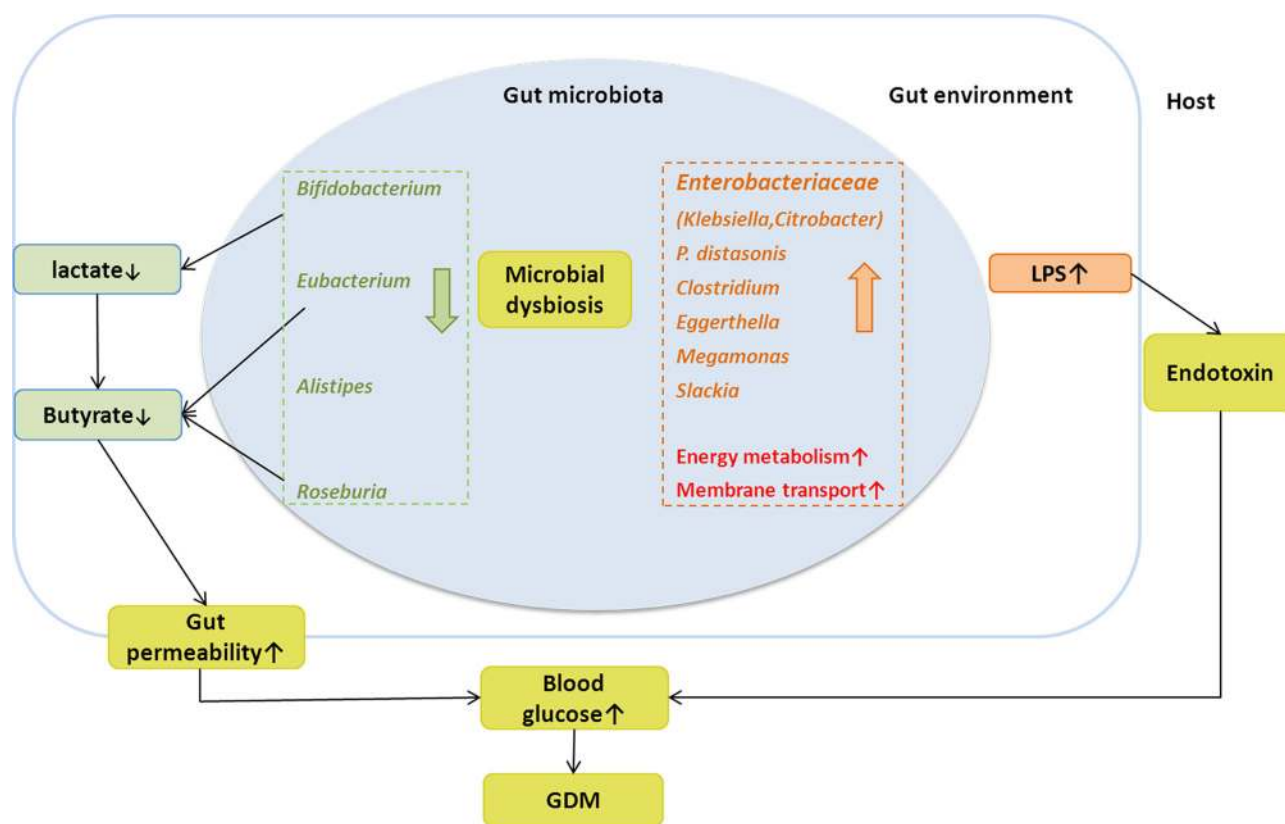 Gut microbiota
Gut environment
Host
Bifidobacterium
Eubacterium
Alistipes
Roseburia
Microbial
dysbiosis
Enterobacteriaceae
(Klebsiella,Citrobacter)
P. distasonis
Clostridium
Eggerthella
Megamonas
Slackia
Energy metabolism↑
Membrane transport↑
lactate↓
Butyrate↓
LPS↑
Endotoxin
Gut
permeability↑
Blood
glucose↑
GDM